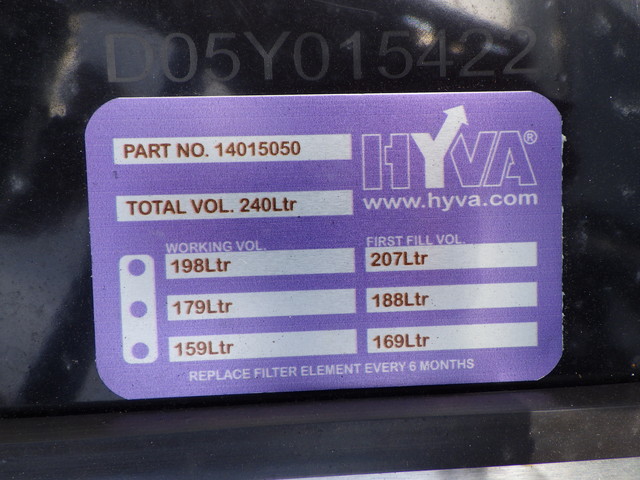 D05Y015422
PART NO. 14015050
HYVA®
TOTAL VOL. 240Ltr
www.hyva.com
WORKING VOL.
FIRST FILL VOL.
198Ltr
207Ltr
179Ltr
188Ltr
159Ltr
169Ltr
REPLACE FILTER ELEMENT EVERY 6 MONTHS